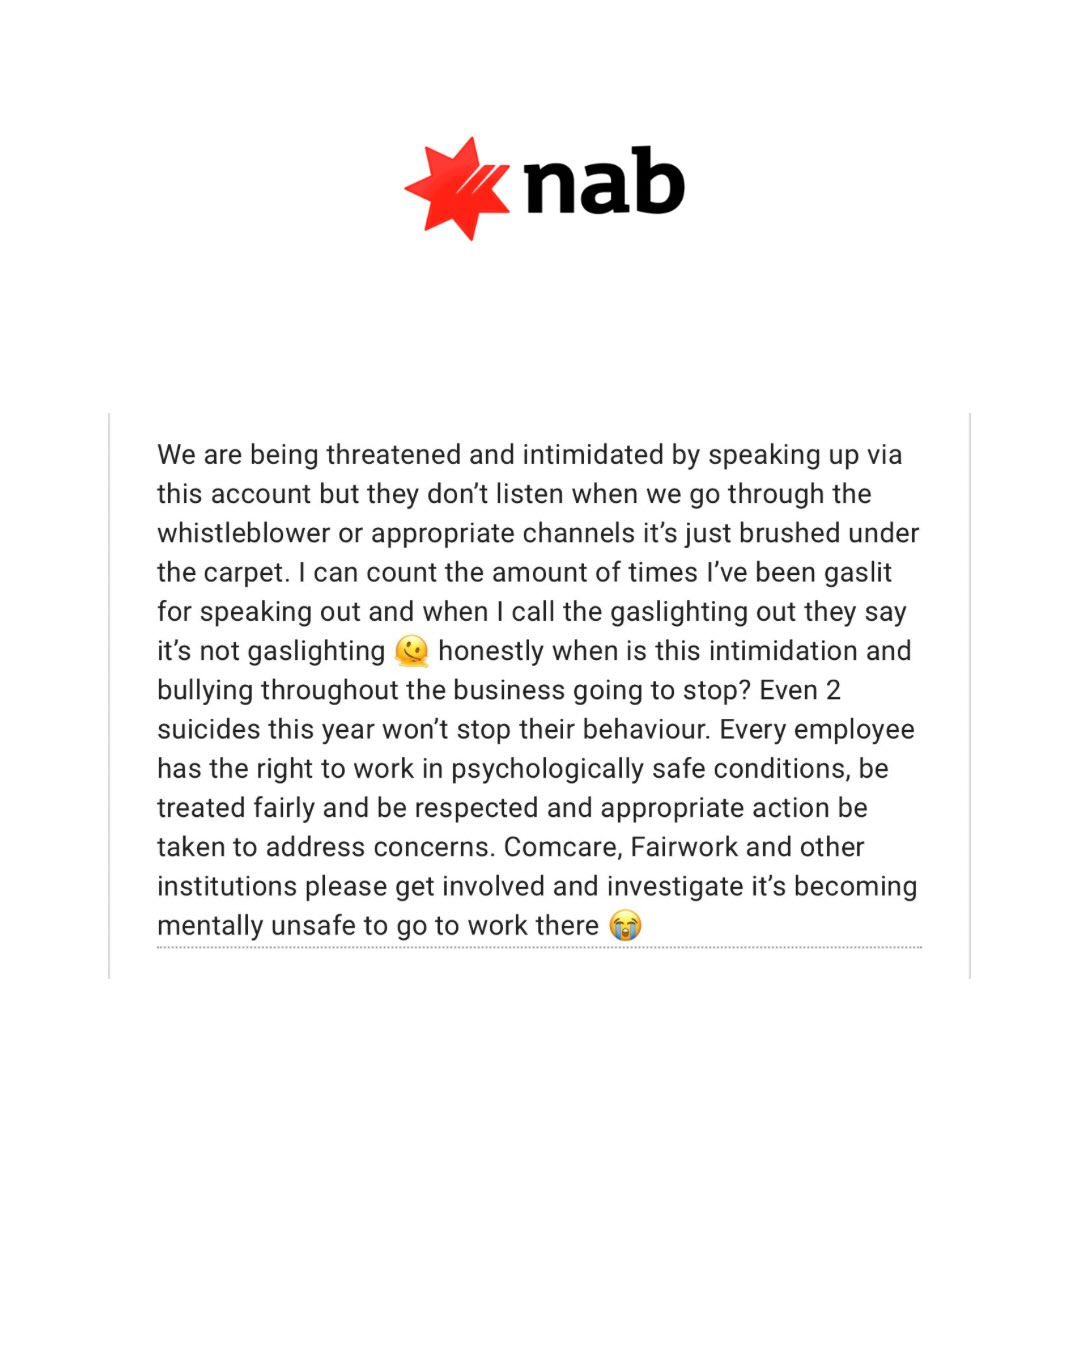 nab
We are being threatened and intimidated by speaking up via
this account but they don’t listen when we go through the
whistleblower or appropriate channels it’s just brushed under
the carpet. I can count the amount of times I’ve been gaslit
for speaking out and when I call the gaslighting out they say
it’s not gaslighting 🫠 honestly when is this intimidation and
bullying throughout the business going to stop? Even 2
suicides this year won’t stop their behaviour. Every employee
has the right to work in psychologically safe conditions, be
treated fairly and be respected and appropriate action be
taken to address concerns. Comcare, Fairwork and other
institutions please get involved and investigate it’s becoming
mentally unsafe to go to work there 😭